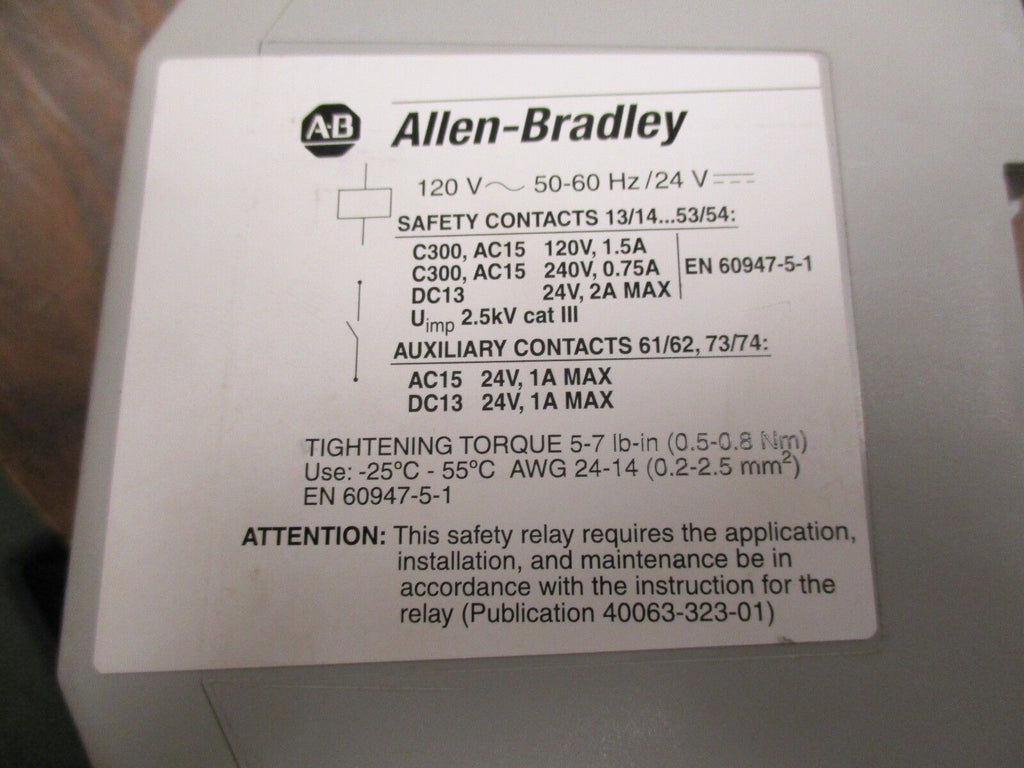 A-B Allen-Bradley
120 V~ 50-60 Hz/24 V⎓
SAFETY CONTACTS 13/14...53/54:
C300, AC15 120V, 1.5A
C300, AC15 240V, 0.75A
DC13 24V, 2A MAX
EN 60947-5-1
Uimp 2.5kV cat III
AUXILIARY CONTACTS 61/62, 73/74:
AC15 24V, 1A MAX
DC13 24V, 1A MAX
TIGHTENING TORQUE 5-7 lb-in (0.5-0.8 Nm)
Use: -25ºC - 55ºC AWG 24-14 (0.2-2.5 mm²)
EN 60947-5-1
ATTENTION: This safety relay requires the application,
installation, and maintenance be in
accordance with the instruction for the
relay (Publication 40063-323-01)